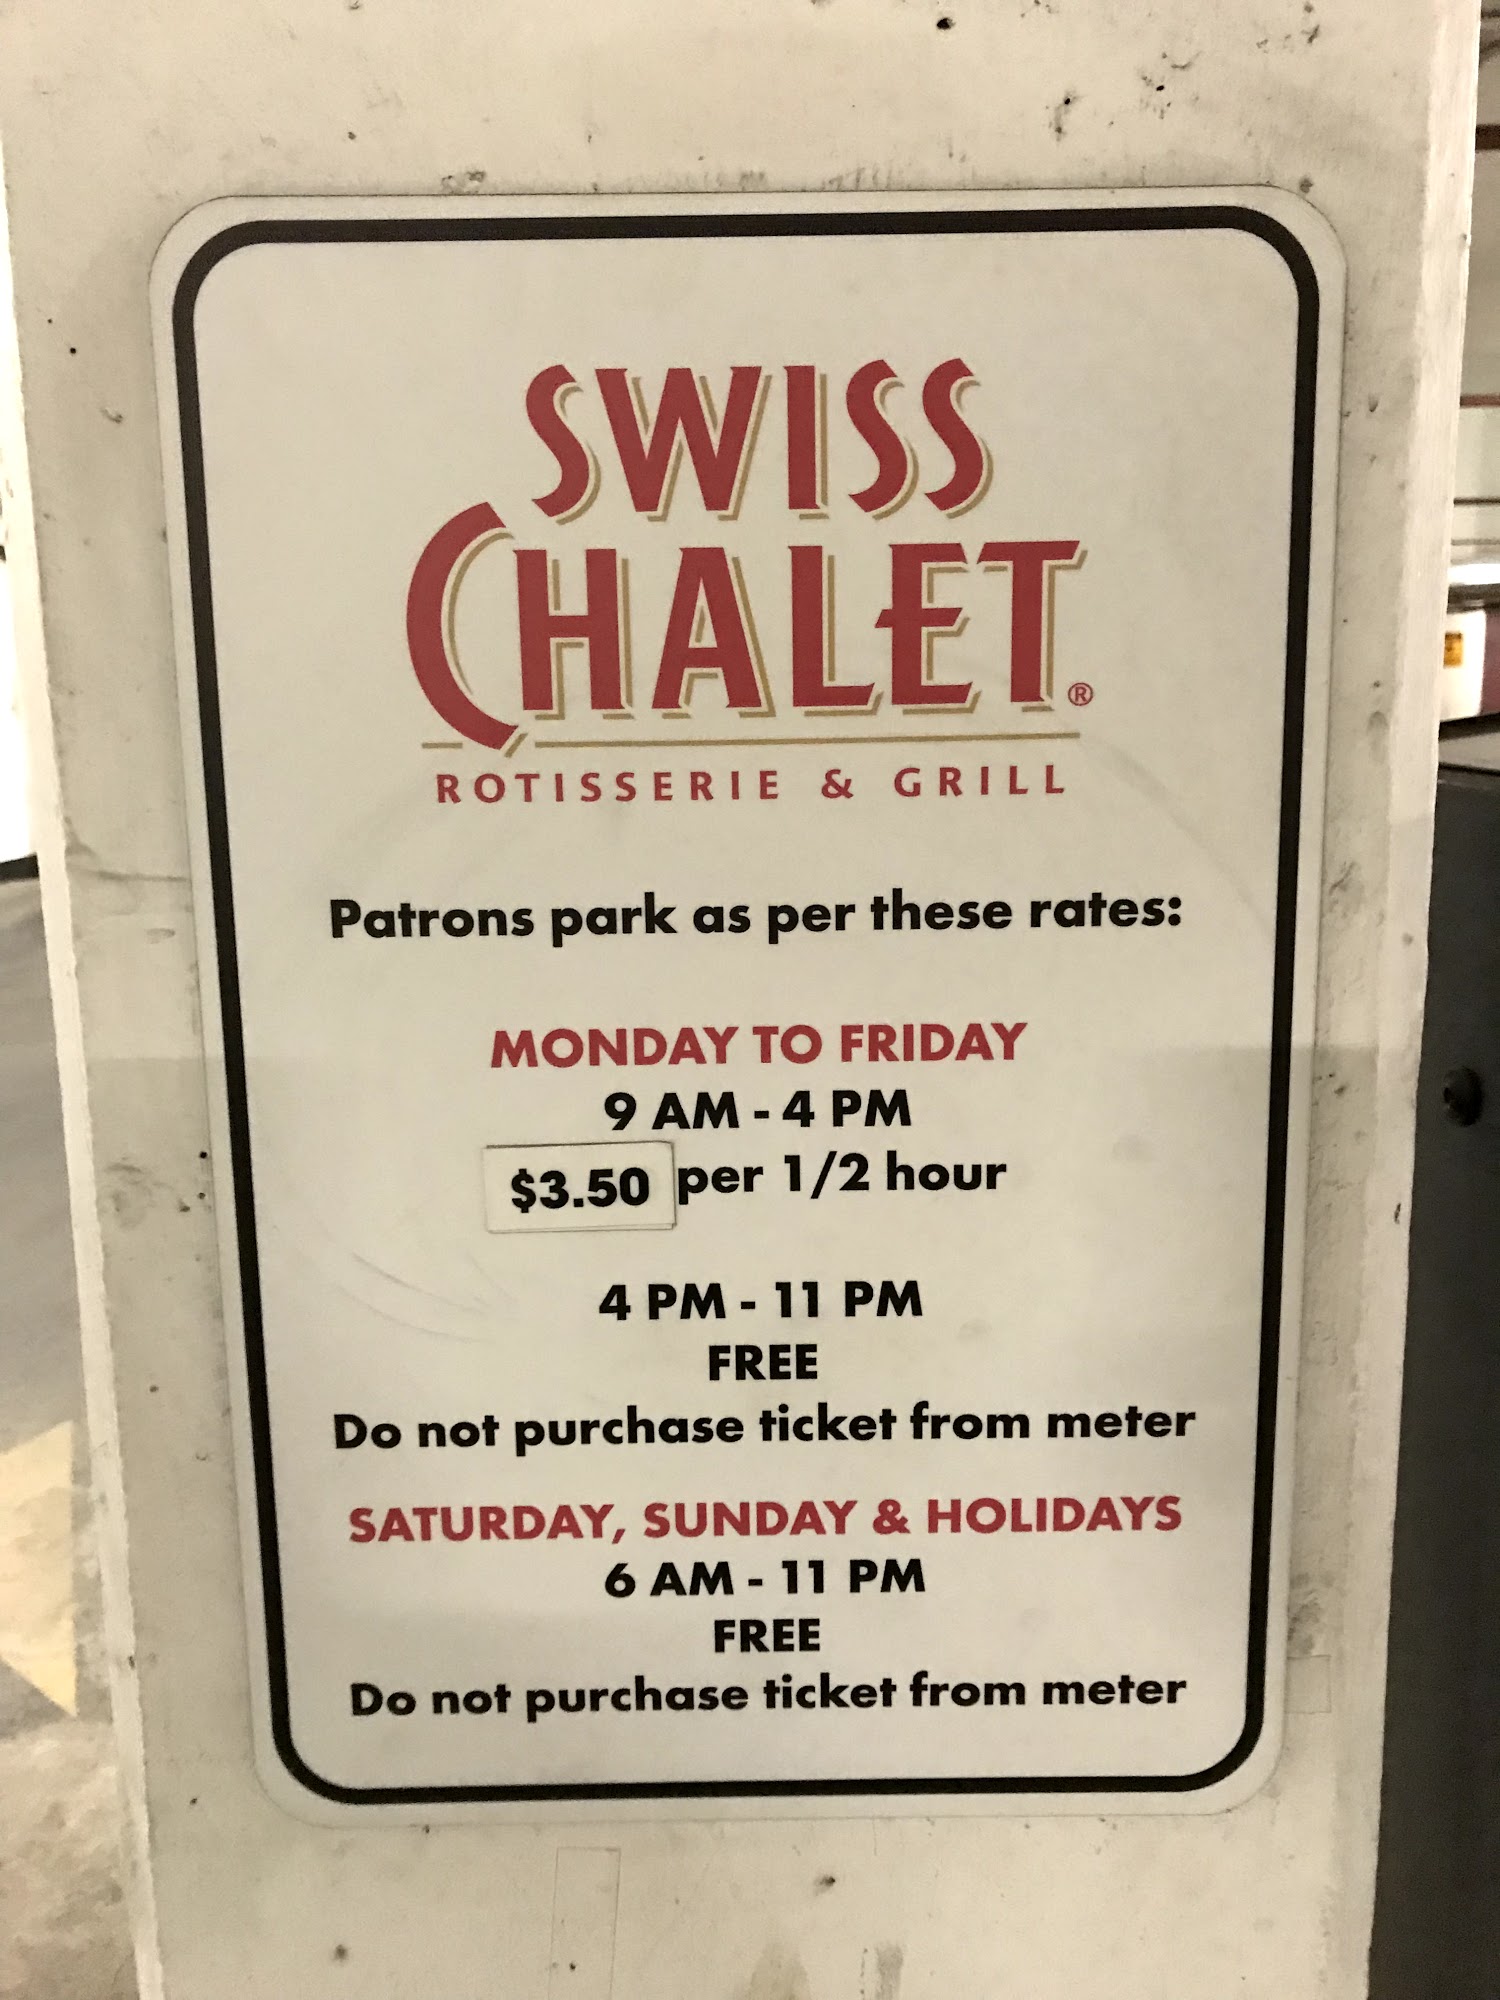 SWISS
CHALET®
ROTISSERIE & GRILL
Patrons park as per these rates:
MONDAY TO FRIDAY
9 AM - 4 PM
$3.50 per 1/2 hour
4 PM - 11 PM
FREE
Do not purchase ticket from meter
SATURDAY, SUNDAY & HOLIDAYS
6 AM - 11 PM
FREE
Do not purchase ticket from meter